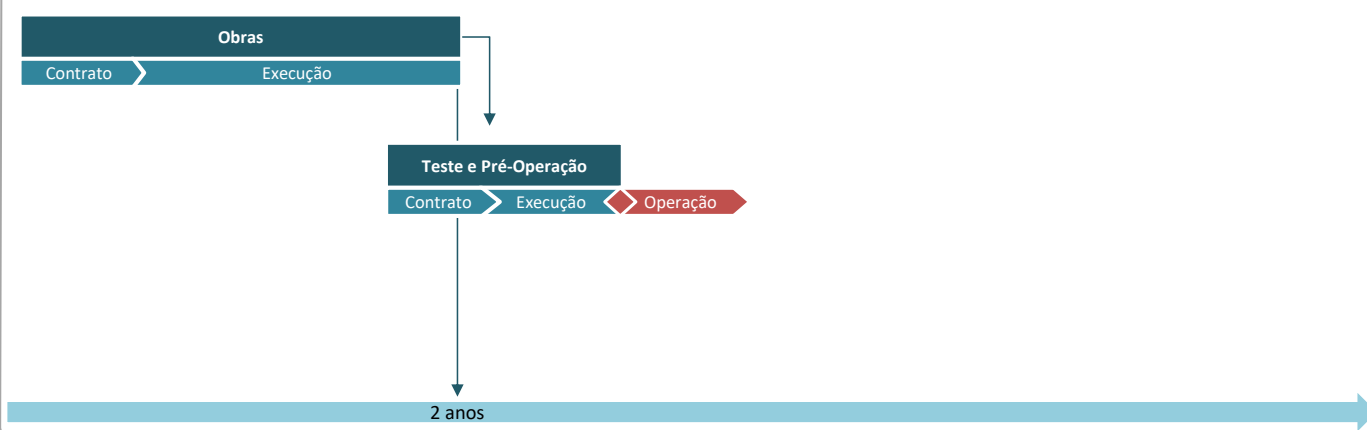 Obras
Contrato
Execução
Teste e Pré-Operação
Contrato
Execução
Operação
2 anos